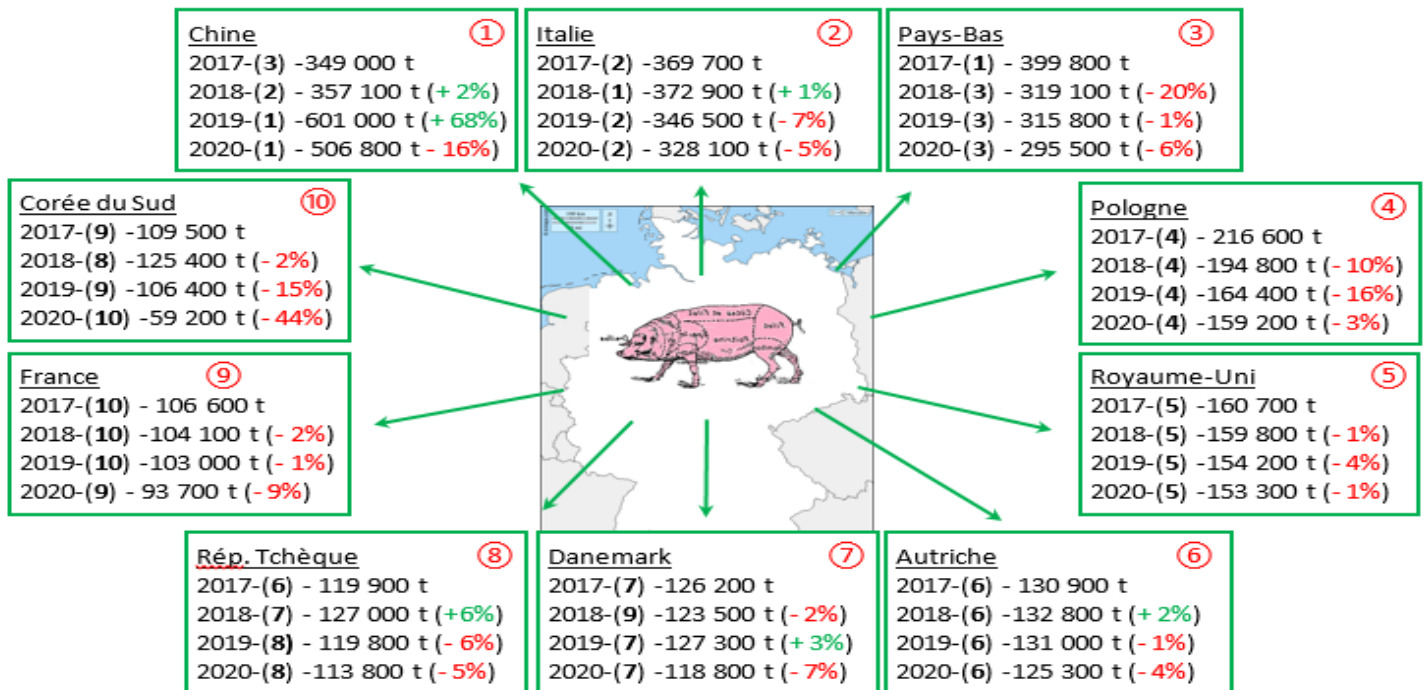 Chine ①
2017-(3) -349 000 t
2018-(2) - 357 100 t (+ 2%)
2019-(1) -601 000 t (+ 68%)
2020-(1) - 506 800 t - 16%)
Italie ②
2017-(2) -369 700 t
2018-(1) -372 900 t (+ 1%)
2019-(2) -346 500 t (- 7%)
2020-(2) - 328 100 t (- 5%)
Pays-Bas ③
2017-(1) - 399 800 t
2018-(3) - 319 100 t (- 20%)
2019-(3) - 315 800 t (- 1%)
2020-(3) - 295 500 t (- 6%)
Corée du Sud ⑩
2017-(9) -109 500 t
2018-(8) -125 400 t (- 2%)
2019-(9) -106 400 t (- 15%)
2020-(10) -59 200 t (- 44%)
Pologne ④
2017-(4) - 216 600 t
2018-(4) -194 800 t (- 10%)
2019-(4) -164 400 t (- 16%)
2020-(4) -159 200 t (- 3%)
France ⑨
2017-(10) - 106 600 t
2018-(10) -104 100 t (- 2%)
2019-(10) -103 000 t (- 1%)
2020-(9) - 93 700 t (- 9%)
Royaume-Uni ⑤
2017-(5) -160 700 t
2018-(5) -159 800 t (- 1%)
2019-(5) -154 200 t (- 4%)
2020-(5) -153 300 t (- 1%)
Rép. Tchèque ⑧
2017-(6) - 119 900 t
2018-(7) - 127 000 t (+6%)
2019-(8) - 119 800 t (- 6%)
2020-(8) -113 800 t (- 5%)
Danemark ⑦
2017-(7) -126 200 t
2018-(9) -123 500 t (- 2%)
2019-(7) -127 300 t (+ 3%)
2020-(7) -118 800 t (- 7%)
Autriche ⑥
2017-(6) -130 900 t
2018-(6) -132 800 t (+ 2%)
2019-(6) -131 000 t (- 1%)
2020-(6) -125 300 t (- 4%)